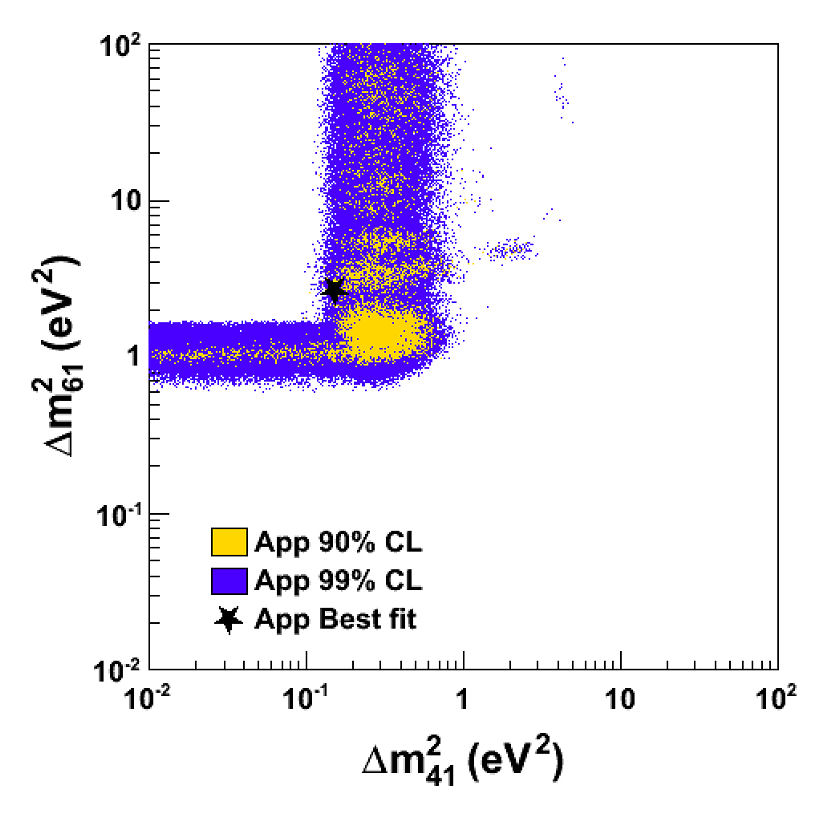 10²
10
1
10⁻¹
10⁻²
Δm²₆₁ (eV²)
App 90% CL
App 99% CL
App Best fit
10⁻² 10⁻¹ 1 10 10²
Δm²₄₁ (eV²)